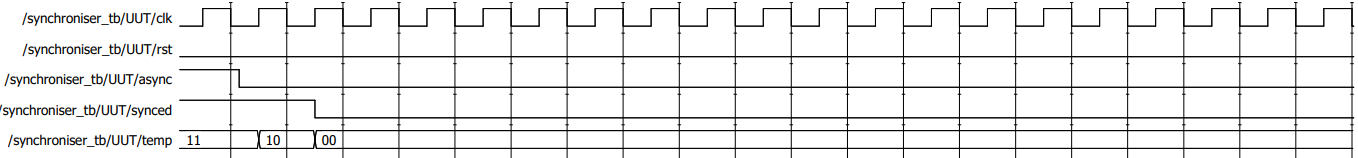 /synchroniser_tb/UUT/clk
/synchroniser_tb/UUT/rst
/synchroniser_tb/UUT/async
/synchroniser_tb/UUT/synced
/synchroniser_tb/UUT/temp 11 10 00